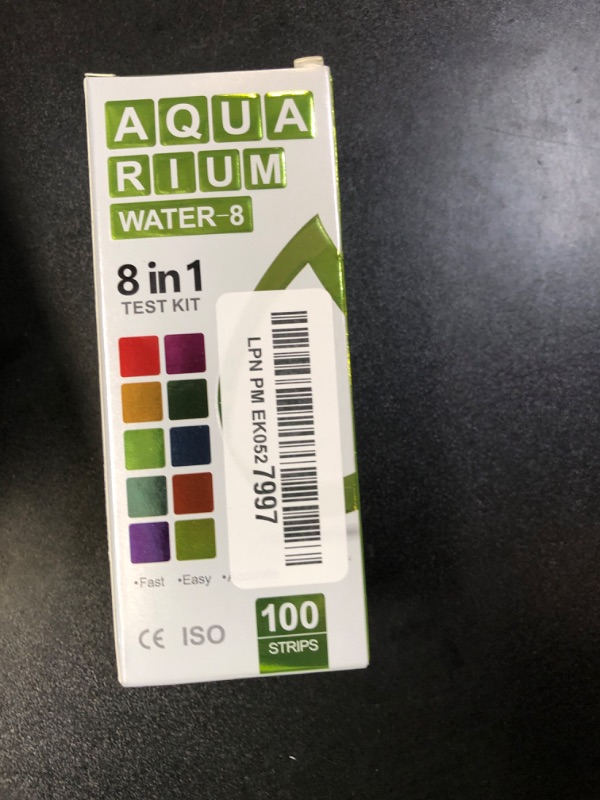 AQUA
RIUM
WATER-8
8 in 1
TEST KIT
LPN PM EK0527997
•Fast •Easy
CE ISO
100
STRIPS